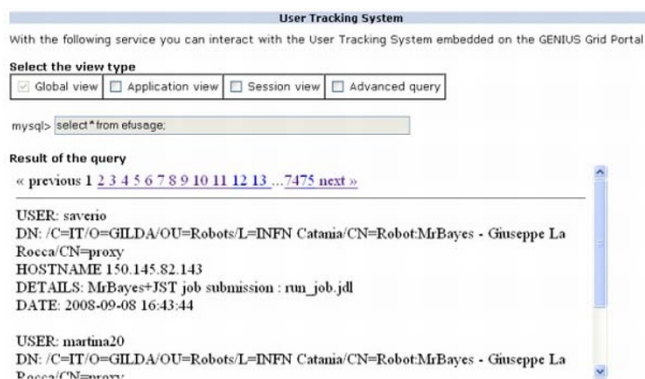 User Tracking System
With the following service you can interact with the User Tracking System embedded on the GENIUS Grid Portal
Select the view type
Global view Application view Session view Advanced query
mysql> select * from efusage;
Result of the query
« previous 1 2 3 4 5 6 7 8 9 10 11 12 13 ...7475 next »
USER: saverio
DN: /C=IT/O=GILDA/OU=Robots/L=INFN Catania/CN=Robot:MrBayes - Giuseppe La
Rocca/CN=proxy
HOSTNAME 150.145.82.143
DETAILS: MrBayes+JST job submission : run_job.jdl
DATE: 2008-09-08 16:43:44
USER: martina20
DN: /C=IT/O=GILDA/OU=Robots/L=INFN Catania/CN=Robot:MrBayes - Giuseppe La
Rocca/CN=proxy